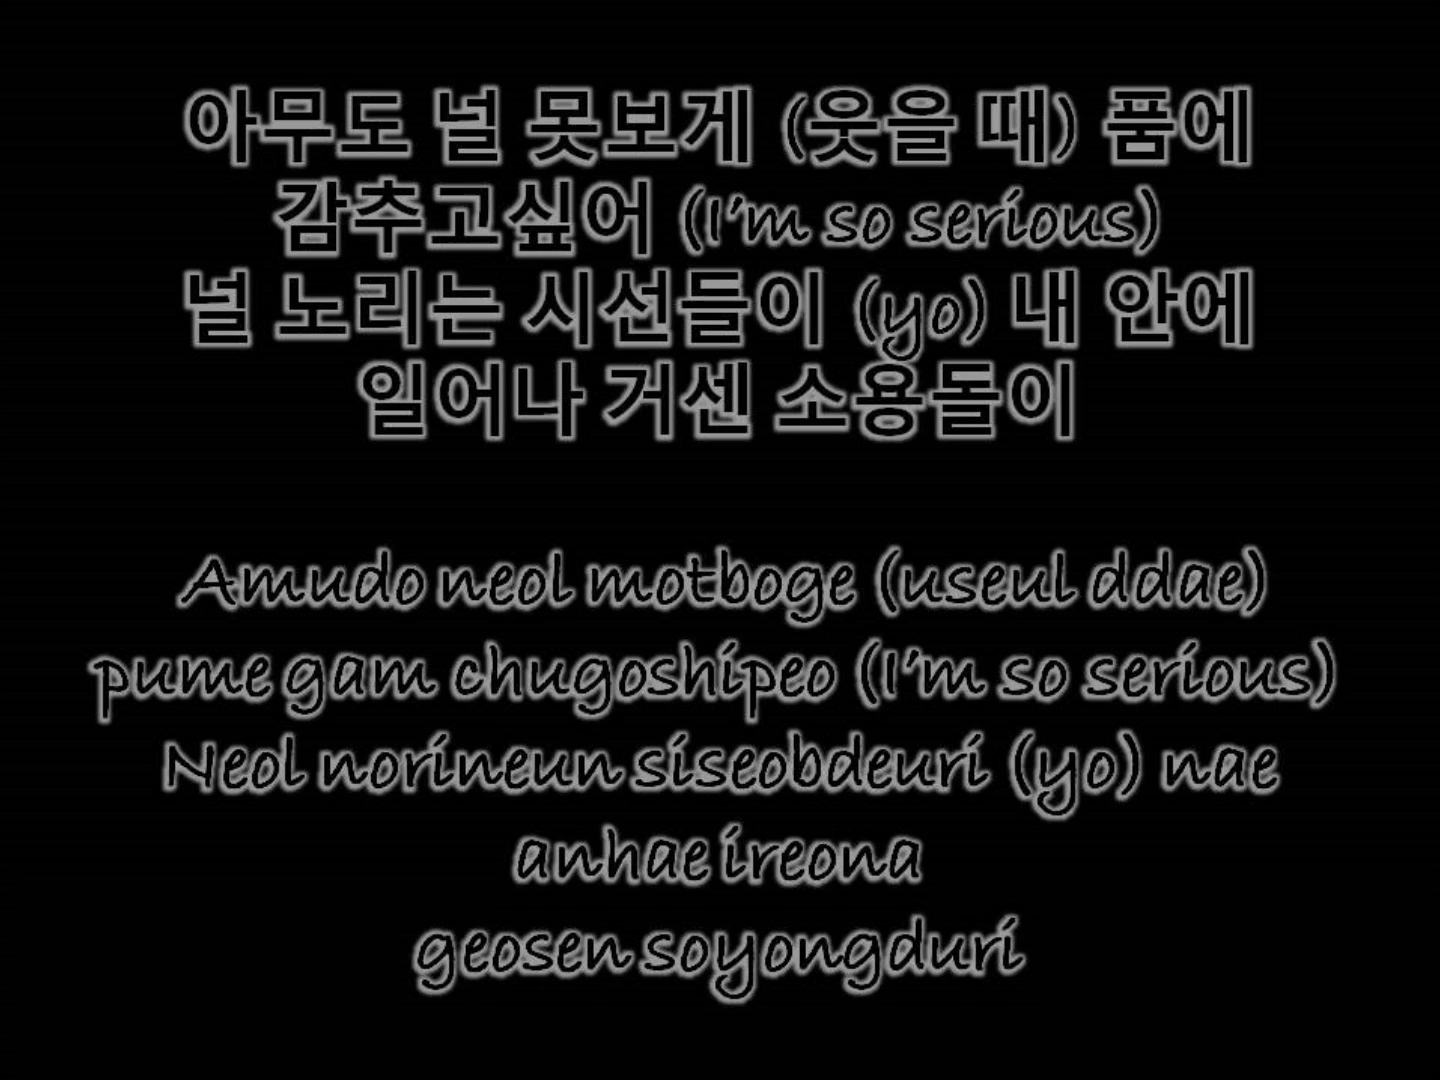 아무도 널 못보게 (웃을 때) 품에
감추고싶어 (I'm so serious)
널 노리는 시선들이 (yo) 내 안에
일어나 거센 소용돌이
Amudo neol motboge (useul ddae)
pume gam chugoshipeo (I'm so serious)
Neol norineun siseobdeuri (yo) nae
anhae ireona
geosen soyongduri